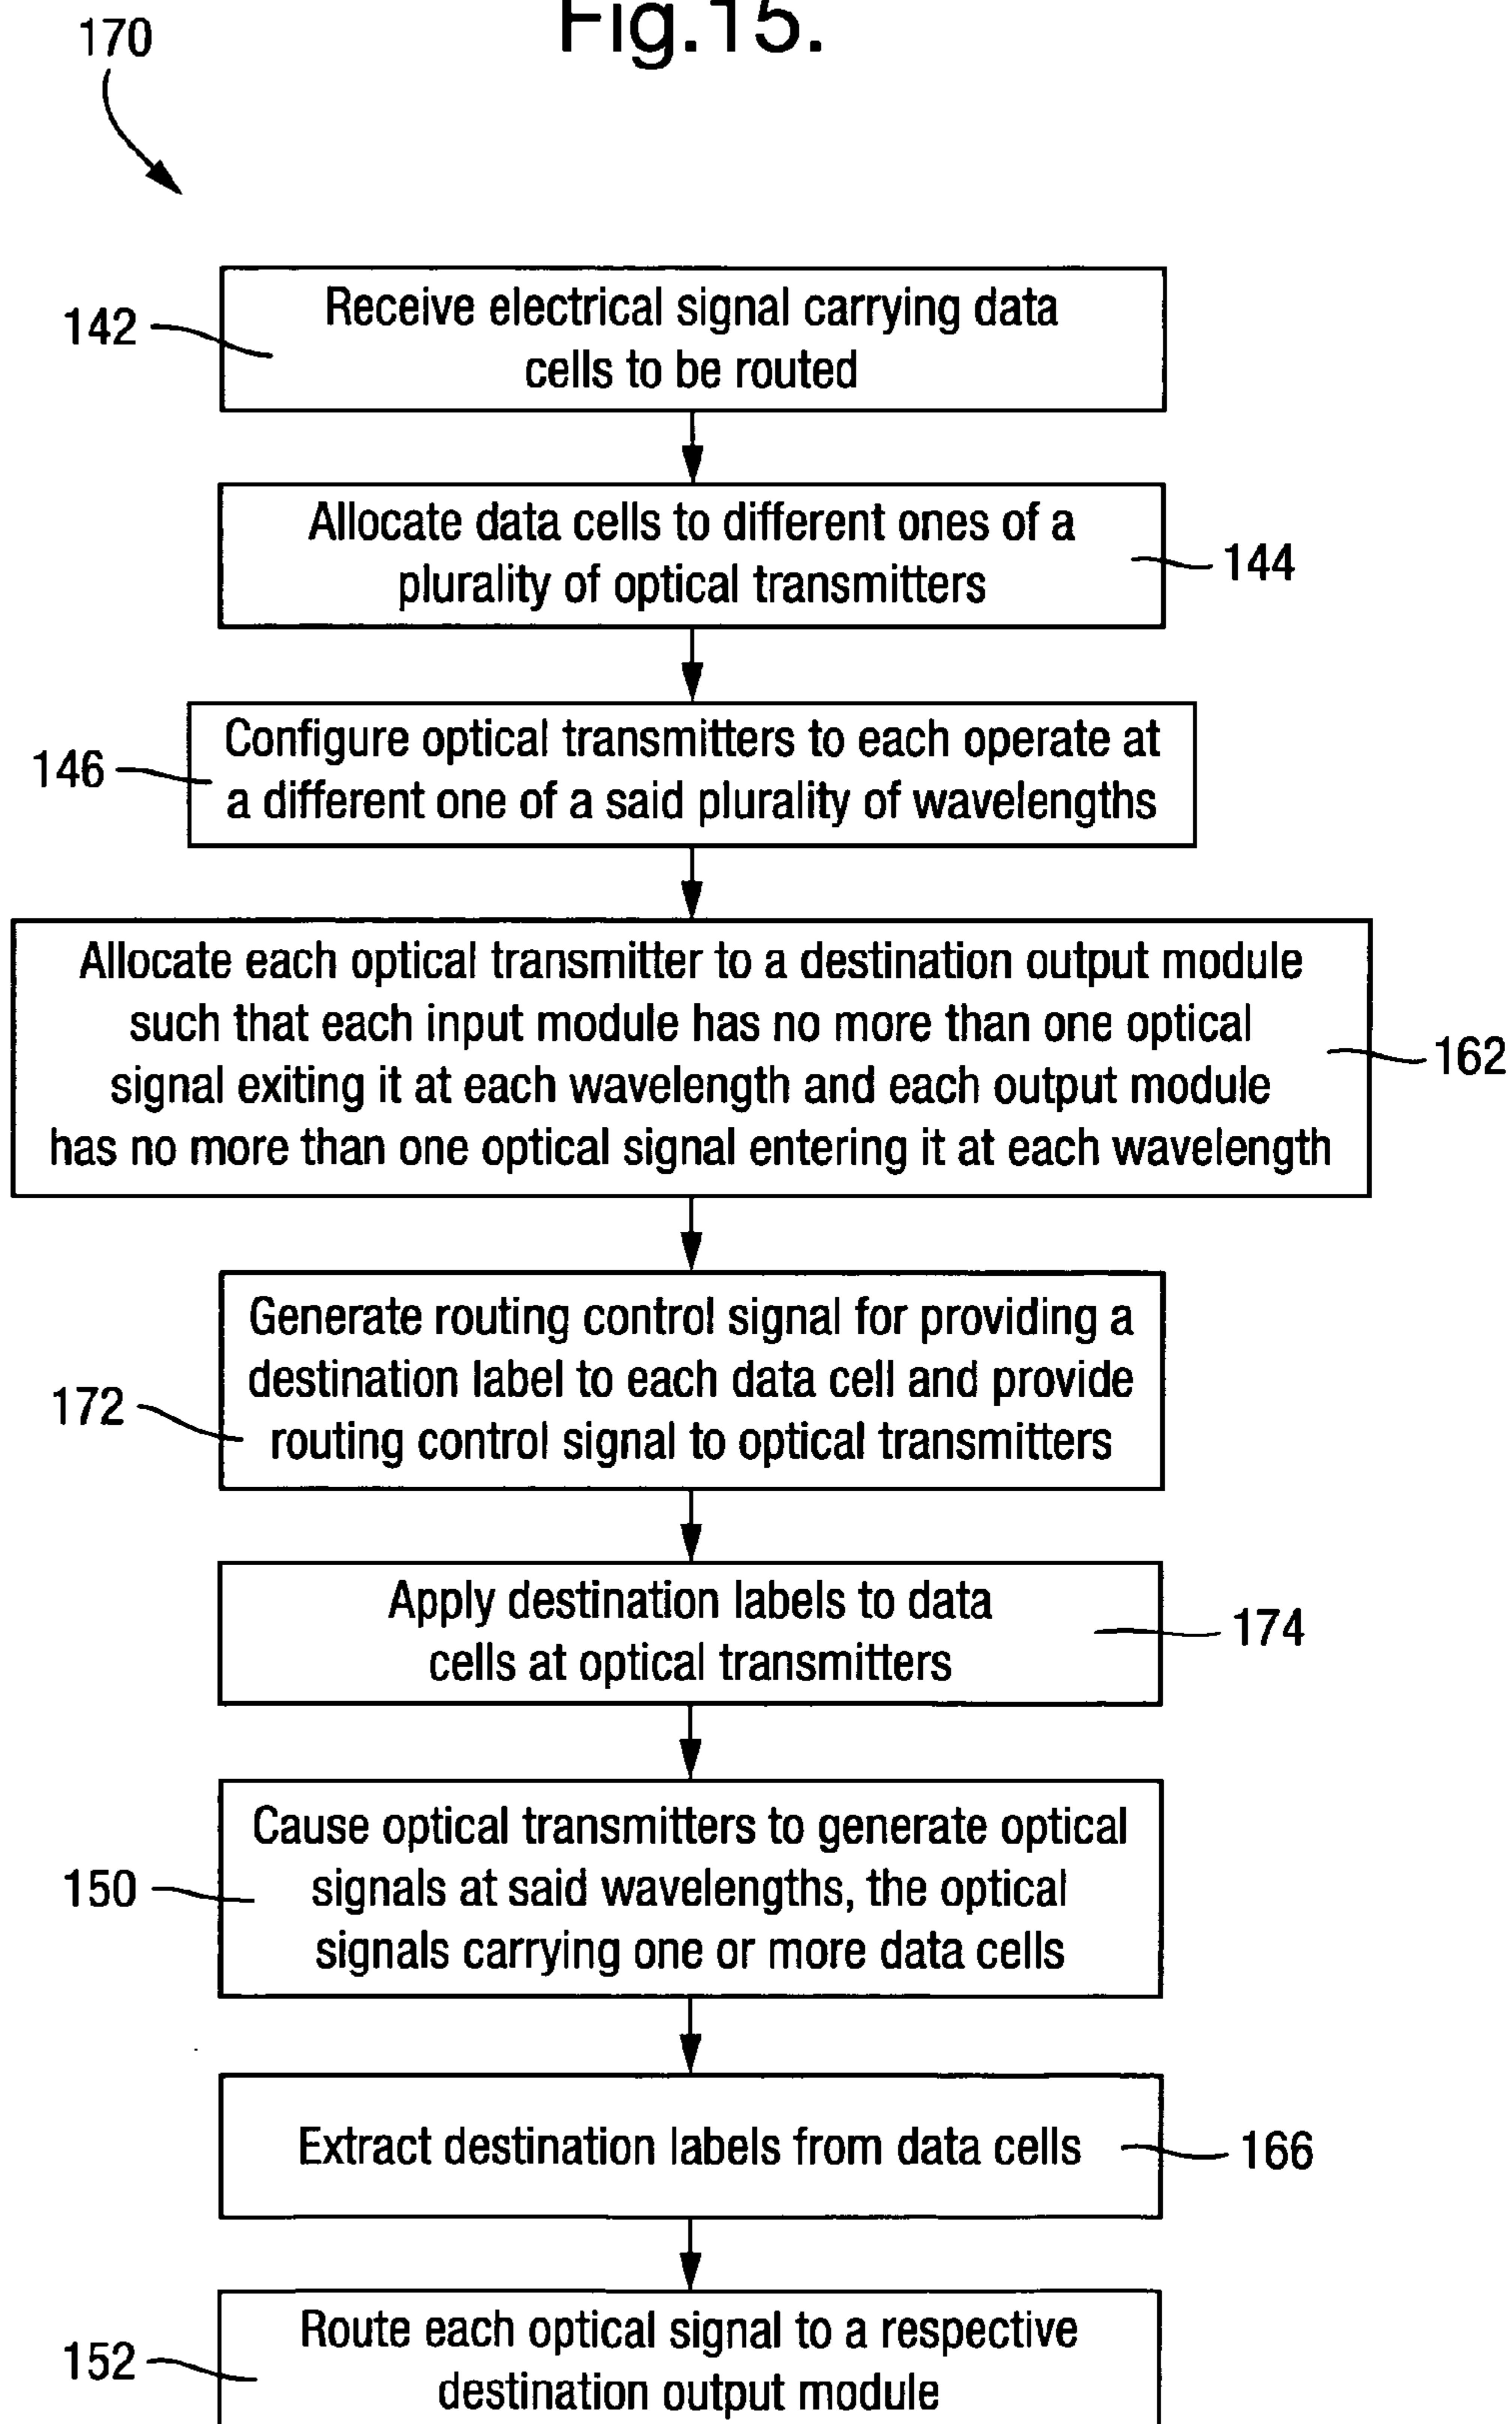 Fig.15.
170
142
Receive electrical signal carrying data
cells to be routed
Allocate data cells to different ones of a
plurality of optical transmitters
144
146
Configure optical transmitters to each operate at
a different one of a said plurality of wavelengths
Allocate each optical transmitter to a destination output module
such that each input module has no more than one optical
signal exiting it at each wavelength and each output module
has no more than one optical signal entering it at each wavelength
162
172
Generate routing control signal for providing a
destination label to each data cell and provide
routing control signal to optical transmitters
Apply destination labels to data
cells at optical transmitters
174
150
Cause optical transmitters to generate optical
signals at said wavelengths, the optical
signals carrying one or more data cells
Extract destination labels from data cells
166
152
Route each optical signal to a respective
destination output module